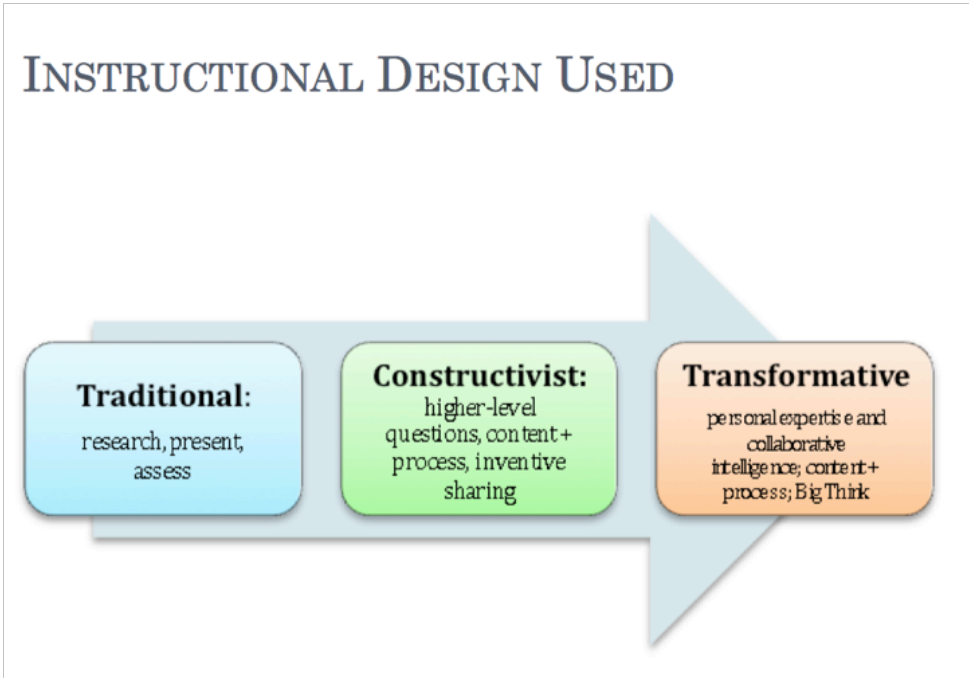 INSTRUCTIONAL DESIGN USED
Traditional:
research, present,
assess
Constructivist:
higher-level
questions, content +
process, inventive
sharing
Transformative
personal expertise and
collaborative
intelligence; content +
process; Big Think